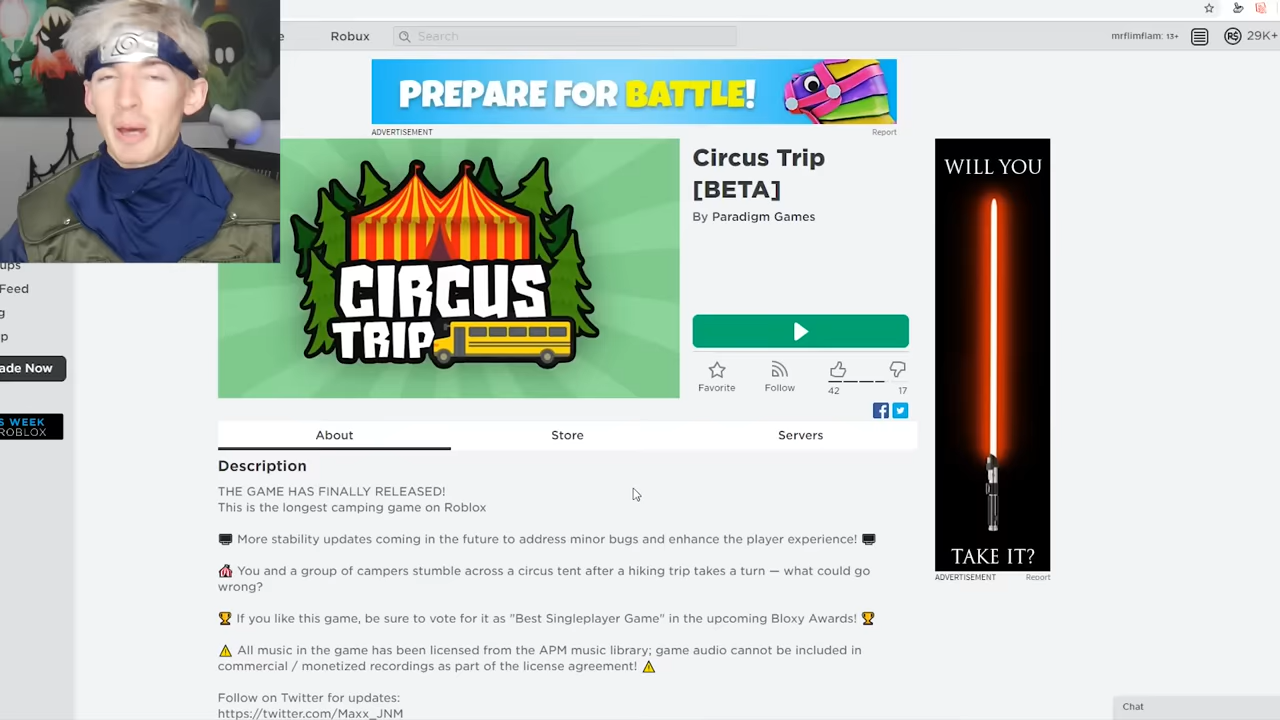 e
Robux
Search
mrflimflam: 13+
29K+
PREPARE FOR BATTLE!
ADVERTISEMENT
Report
CIRCUS
TRIP
Circus Trip
[BETA]
By Paradigm Games
Favorite
Follow
42
17
WILL YOU
TAKE IT?
ADVERTISEMENT
Report
ups
Feed
g
p
ade Now
S WEEK
ROBLOX
About
Store
Servers
Description
THE GAME HAS FINALLY RELEASED!
This is the longest camping game on Roblox
More stability updates coming in the future to address minor bugs and enhance the player experience!
You and a group of campers stumble across a circus tent after a hiking trip takes a turn — what could go
wrong?
If you like this game, be sure to vote for it as "Best Singleplayer Game" in the upcoming Bloxy Awards!
All music in the game has been licensed from the APM music library; game audio cannot be included in
commercial / monetized recordings as part of the license agreement!
Follow on Twitter for updates:
https://twitter.com/Maxx_JNM
Chat